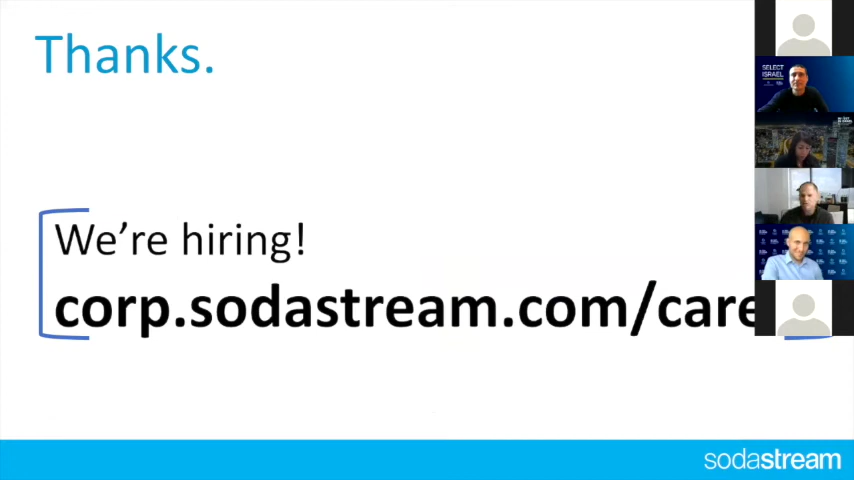 Thanks.
We're hiring!
corp.sodastream.com/care
SELECT
ISRAEL
sodastream